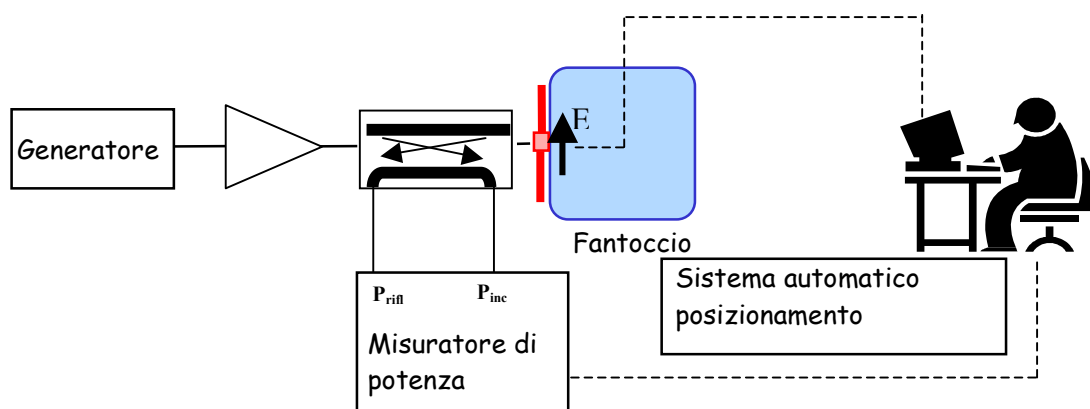 Generatore
E
Fantoccio
Sistema automatico
posizionamento
P_rifl
P_inc
Misuratore di
potenza